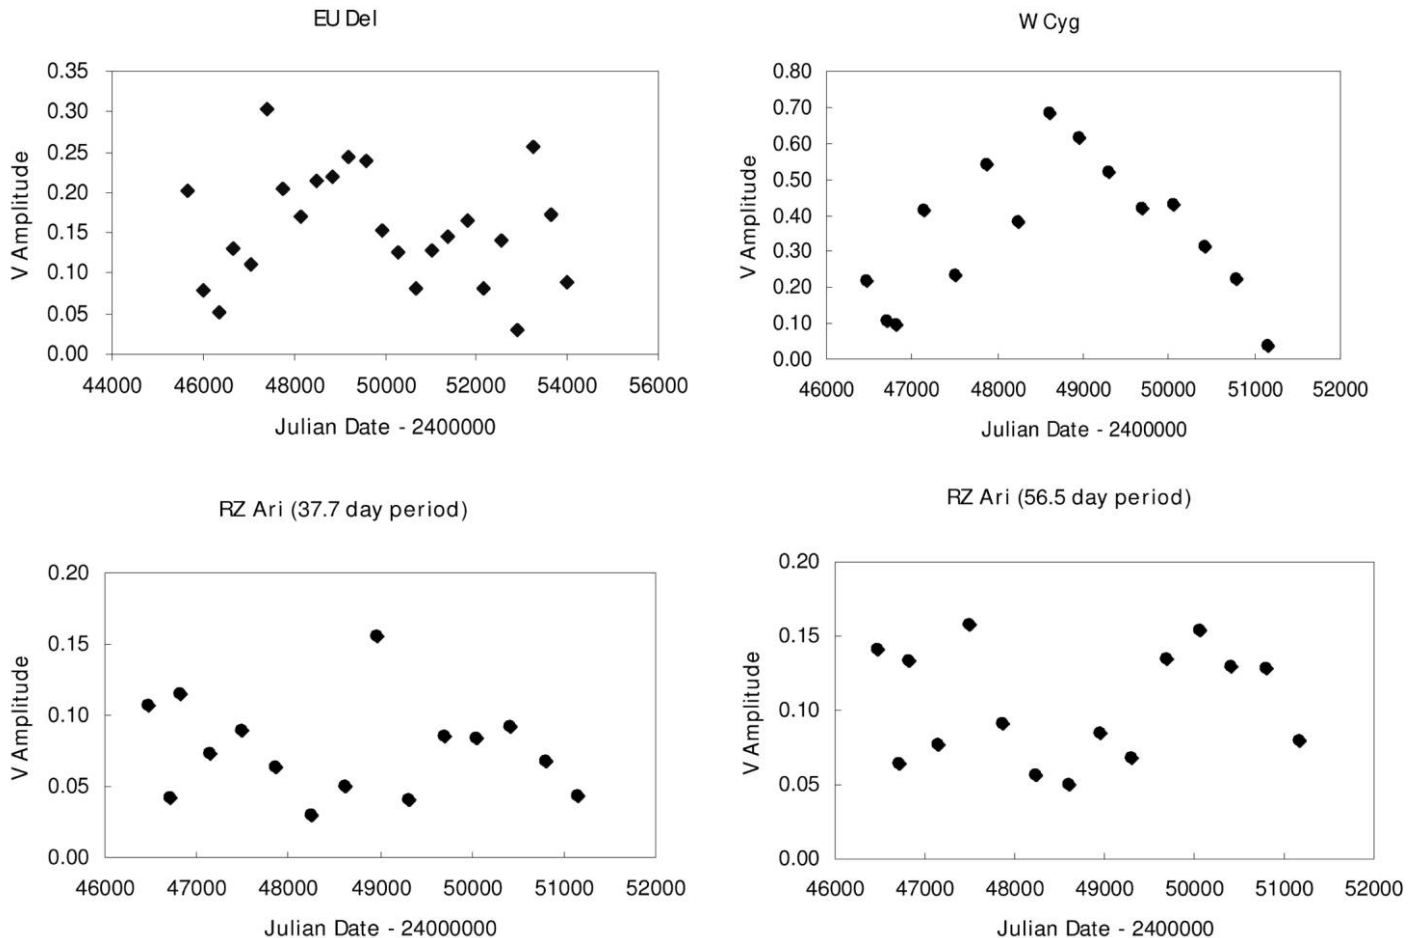 EU Del
0.35
0.30
0.25
0.20
0.15
0.10
0.05
0.00
V Amplitude
44000 46000 48000 50000 52000 54000 56000
Julian Date - 2400000
W Cyg
0.80
0.70
0.60
0.50
0.40
0.30
0.20
0.10
0.00
V Amplitude
46000 47000 48000 49000 50000 51000 52000
Julian Date - 2400000
RZ Ari (37.7 day period)
0.20
0.15
0.10
0.05
0.00
V Amplitude
46000 47000 48000 49000 50000 51000 52000
Julian Date - 24000000
RZ Ari (56.5 day period)
0.20
0.15
0.10
0.05
0.00
V Amplitude
46000 47000 48000 49000 50000 51000 52000
Julian Date - 2400000